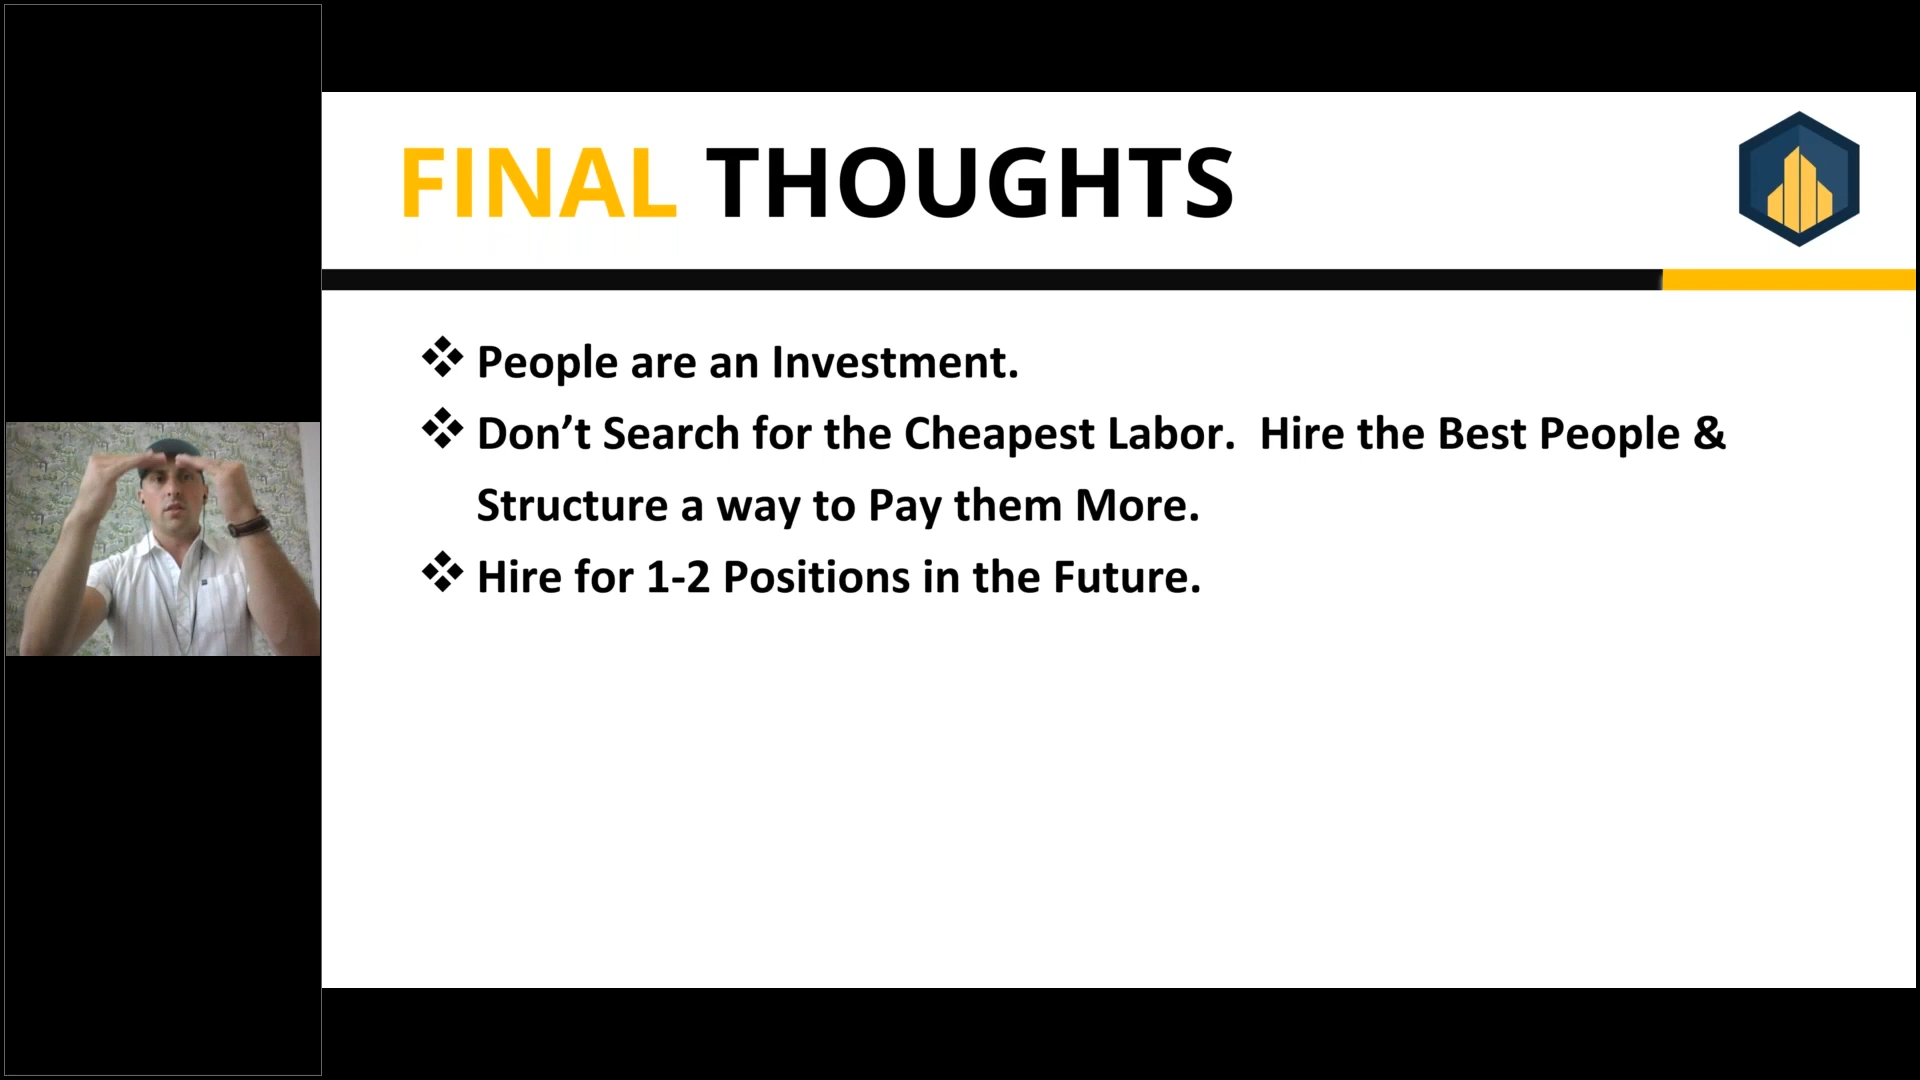 FINAL THOUGHTS
❖ People are an Investment.
❖ Don’t Search for the Cheapest Labor.  Hire the Best People &
Structure a way to Pay them More.
❖ Hire for 1-2 Positions in the Future.